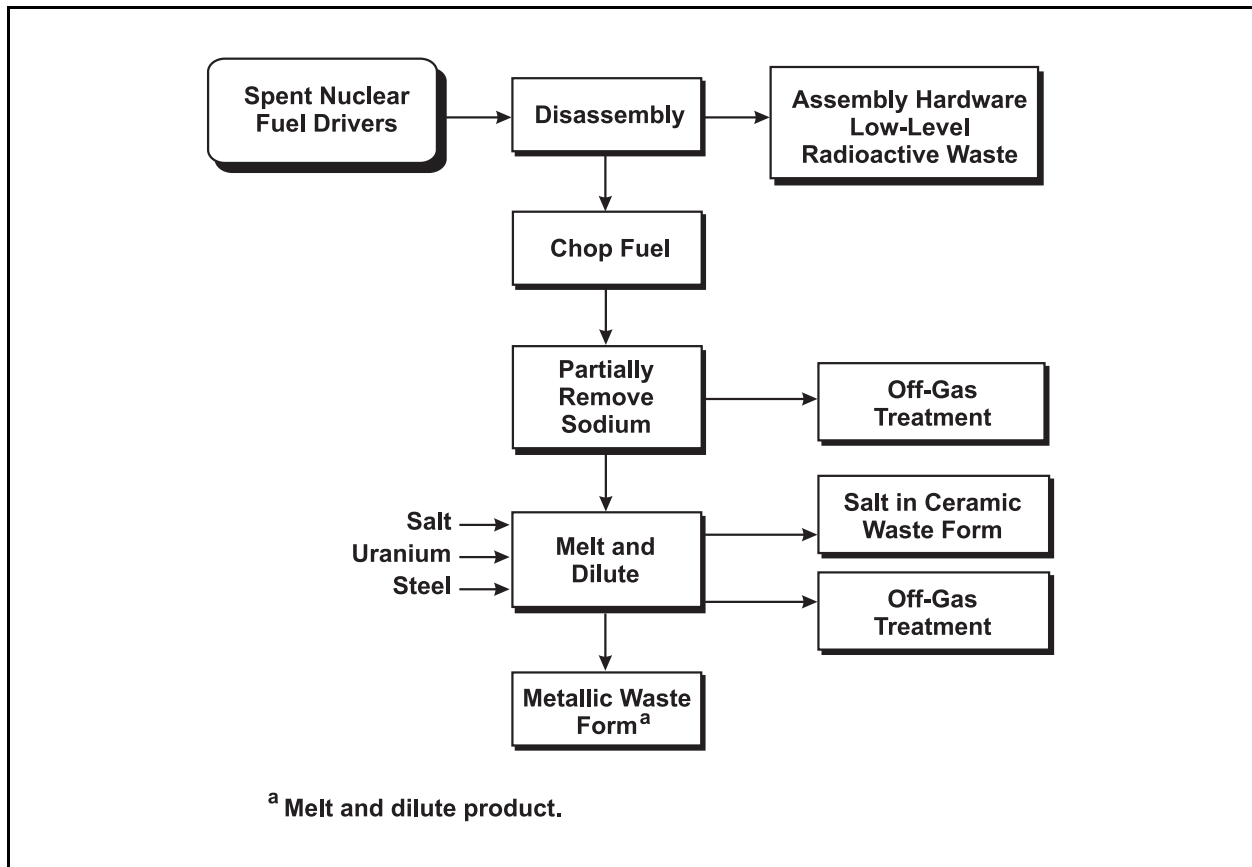 Spent Nuclear
Fuel Drivers
Disassembly
Assembly Hardware
Low-Level
Radioactive Waste
Chop Fuel
Partially
Remove
Sodium
Off-Gas
Treatment
Salt
Uranium
Steel
Melt and
Dilute
Salt in Ceramic
Waste Form
Off-Gas
Treatment
Metallic Waste
Form a
a Melt and dilute product.